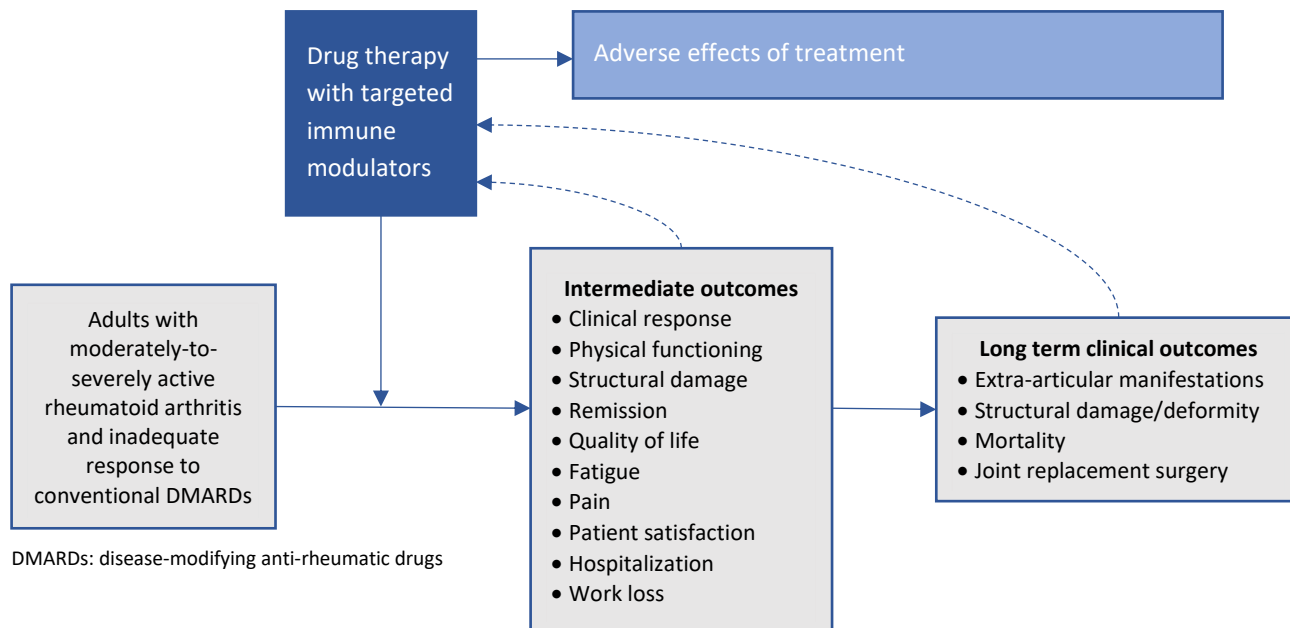 Drug therapy
with targeted
immune
modulators
Adverse effects of treatment
Adults with
moderately-to-
severely active
rheumatoid arthritis
and inadequate
response to
conventional DMARDs
DMARDs: disease-modifying anti-rheumatic drugs
Intermediate outcomes
• Clinical response
• Physical functioning
• Structural damage
• Remission
• Quality of life
• Fatigue
• Pain
• Patient satisfaction
• Hospitalization
• Work loss
Long term clinical outcomes
• Extra-articular manifestations
• Structural damage/deformity
• Mortality
• Joint replacement surgery